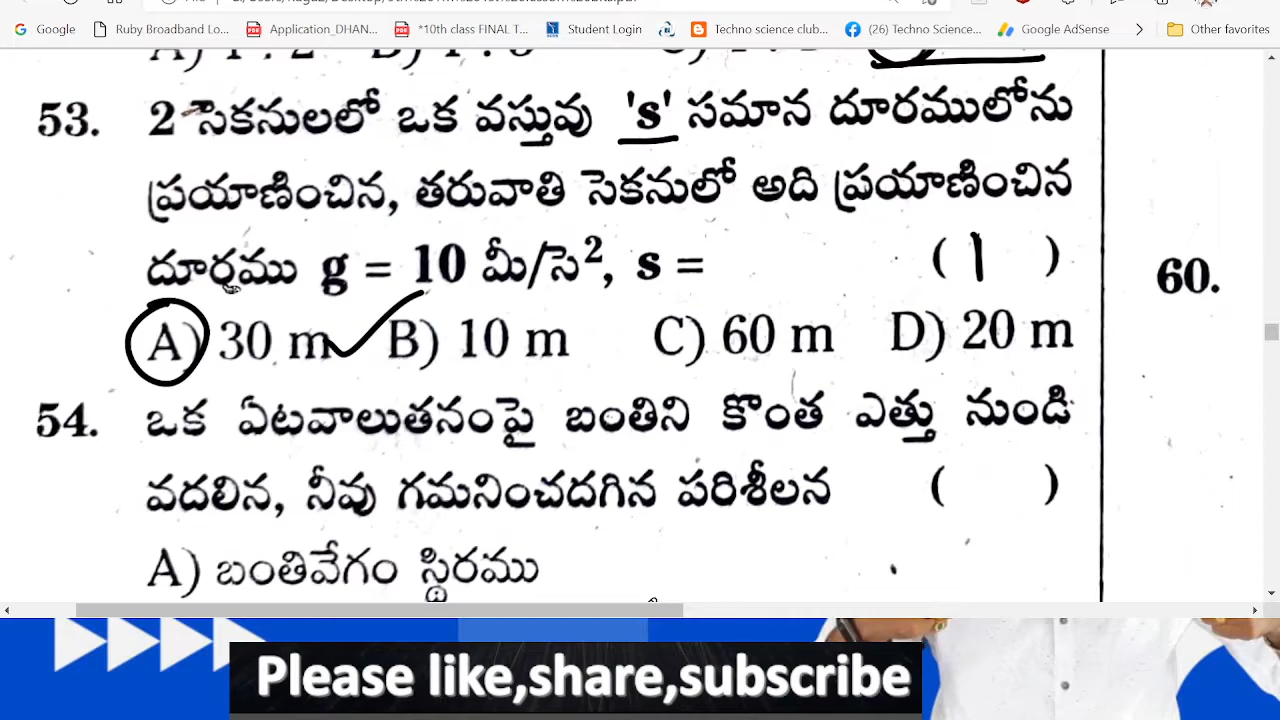 Google Ruby Broadband Lo... Application_DHAN... *10th class FINAL T... Student Login Techno science club... (26) Techno Science... Google AdSense Other favorites
53. 2 సెకనులలో ఒక వస్తువు 's' సమాన దూరములోను
ప్రయాణించిన, తరువాతి సెకనులో అది ప్రయాణించిన
దూరము g = 10 మీ/సె², s = ( 1 )
A) 30 m B) 10 m C) 60 m D) 20 m
54. ఒక ఏటవాలుతనంపై బంతిని కొంత ఎత్తు నుండి
వదలిన, నీవు గమనించదగిన పరిశీలన ( )
A) బంతివేగం స్థిరము
60.
Please like,share,subscribe